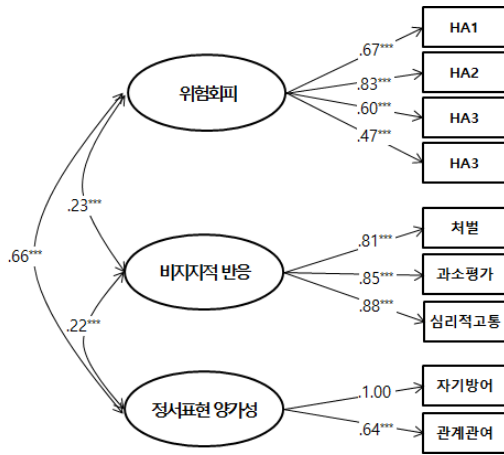 HA1
.67***
HA2
.83***
위험회피
.60***
HA3
.47***
HA3
.23***
.66***
처벌
.81***
비지지적 반응
.85***
과소평가
.88***
심리적고통
.22***
자기방어
.1.00
정서표현 양가성
.64***
관계관여